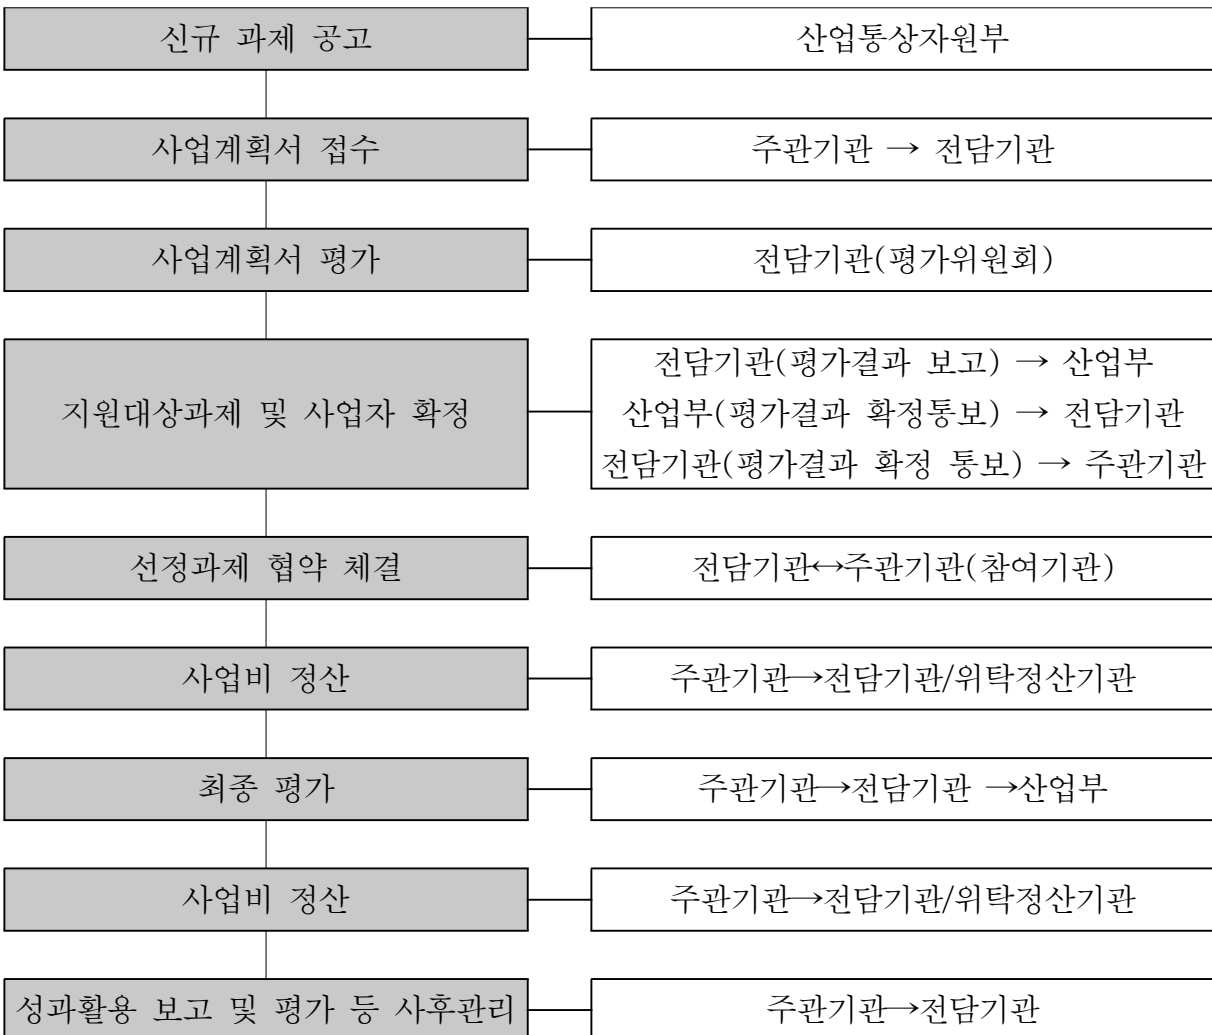 신규 과제 공고
산업통상자원부
사업계획서 접수
주관기관 → 전담기관
사업계획서 평가
전담기관(평가위원회)
지원대상과제 및 사업자 확정
전담기관(평가결과 보고) → 산업부
산업부(평가결과 확정통보) → 전담기관
전담기관(평가결과 확정 통보) → 주관기관
선정과제 협약 체결
전담기관↔주관기관(참여기관)
사업비 정산
주관기관→전담기관/위탁정산기관
최종 평가
주관기관→전담기관 →산업부
사업비 정산
주관기관→전담기관/위탁정산기관
성과활용 보고 및 평가 등 사후관리
주관기관→전담기관